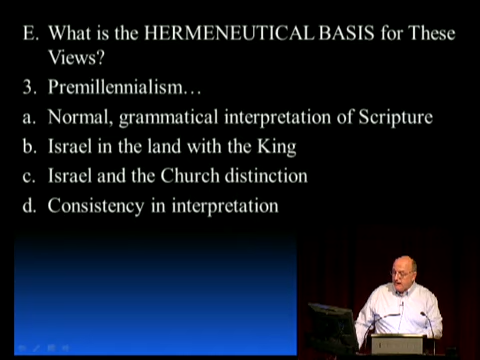 E. What is the HERMENEUTICAL BASIS for These
Views?
3. Premillennialism…
a. Normal, grammatical interpretation of Scripture
b. Israel in the land with the King
c. Israel and the Church distinction
d. Consistency in interpretation